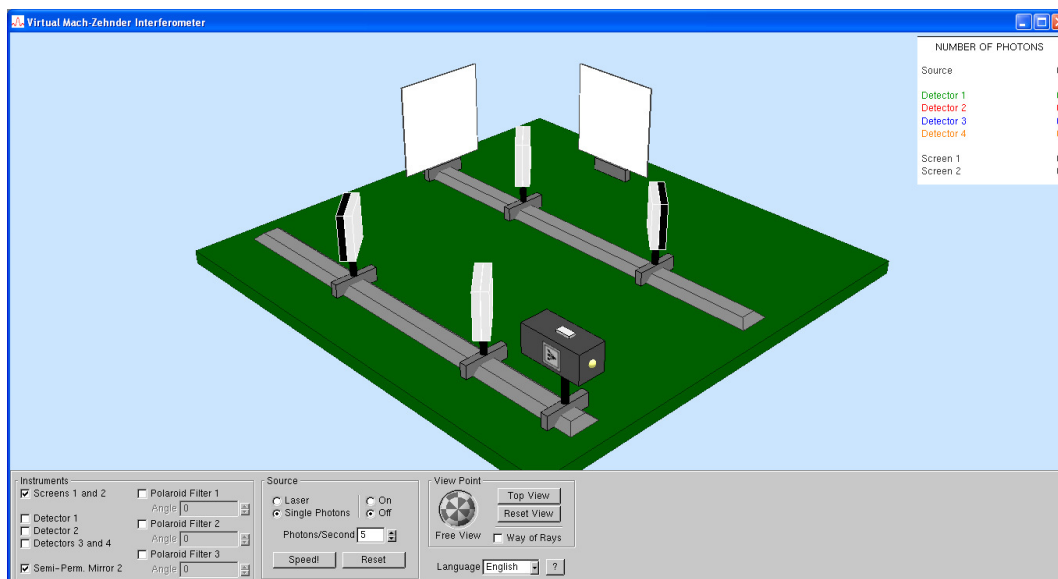 Virtual Mach-Zehnder Interferometer
NUMBER OF PHOTONS
Source
Detector 1
Detector 2
Detector 3
Detector 4
Screen 1
Screen 2
Instruments
Screens 1 and 2
Detector 1
Detector 2
Detectors 3 and 4
Semi-Perm. Mirror 2
Polaroid Filter 1
Angle 0
Polaroid Filter 2
Angle 0
Polaroid Filter 3
Angle 0
Source
Laser
On
Single Photons
Off
Photons/Second 5
Speed!
Reset
View Point
Free View
Top View
Reset View
Way of Rays
Language English ?